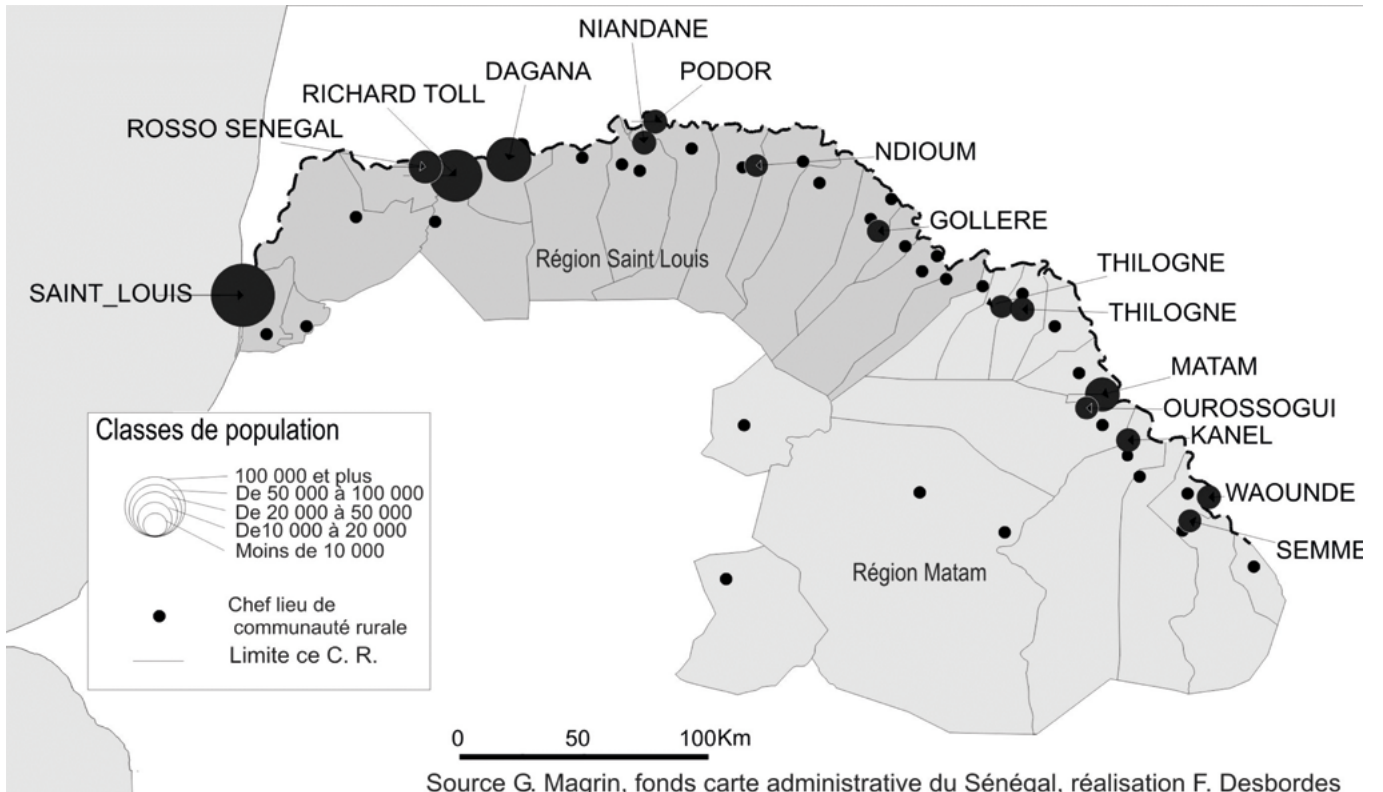 NIANDANE
DAGANA
PODOR
RICHARD TOLL
ROSSO SENEGAL
NDIOUM
GOLLERE
Région Saint Louis
THILOGNE
SAINT_LOUIS
THILOGNE
MATAM
OUROSSOGUI
KANEL
WAOUNDE
SEMME
Région Matam
Classes de population
100 000 et plus
De 50 000 à 100 000
De 20 000 à 50 000
De10 000 à 20 000
Moins de 10 000
Chef lieu de
communauté rurale
Limite ce C. R.
0 50 100Km
Source G. Magrin, fonds carte administrative du Sénégal, réalisation F. Desbordes